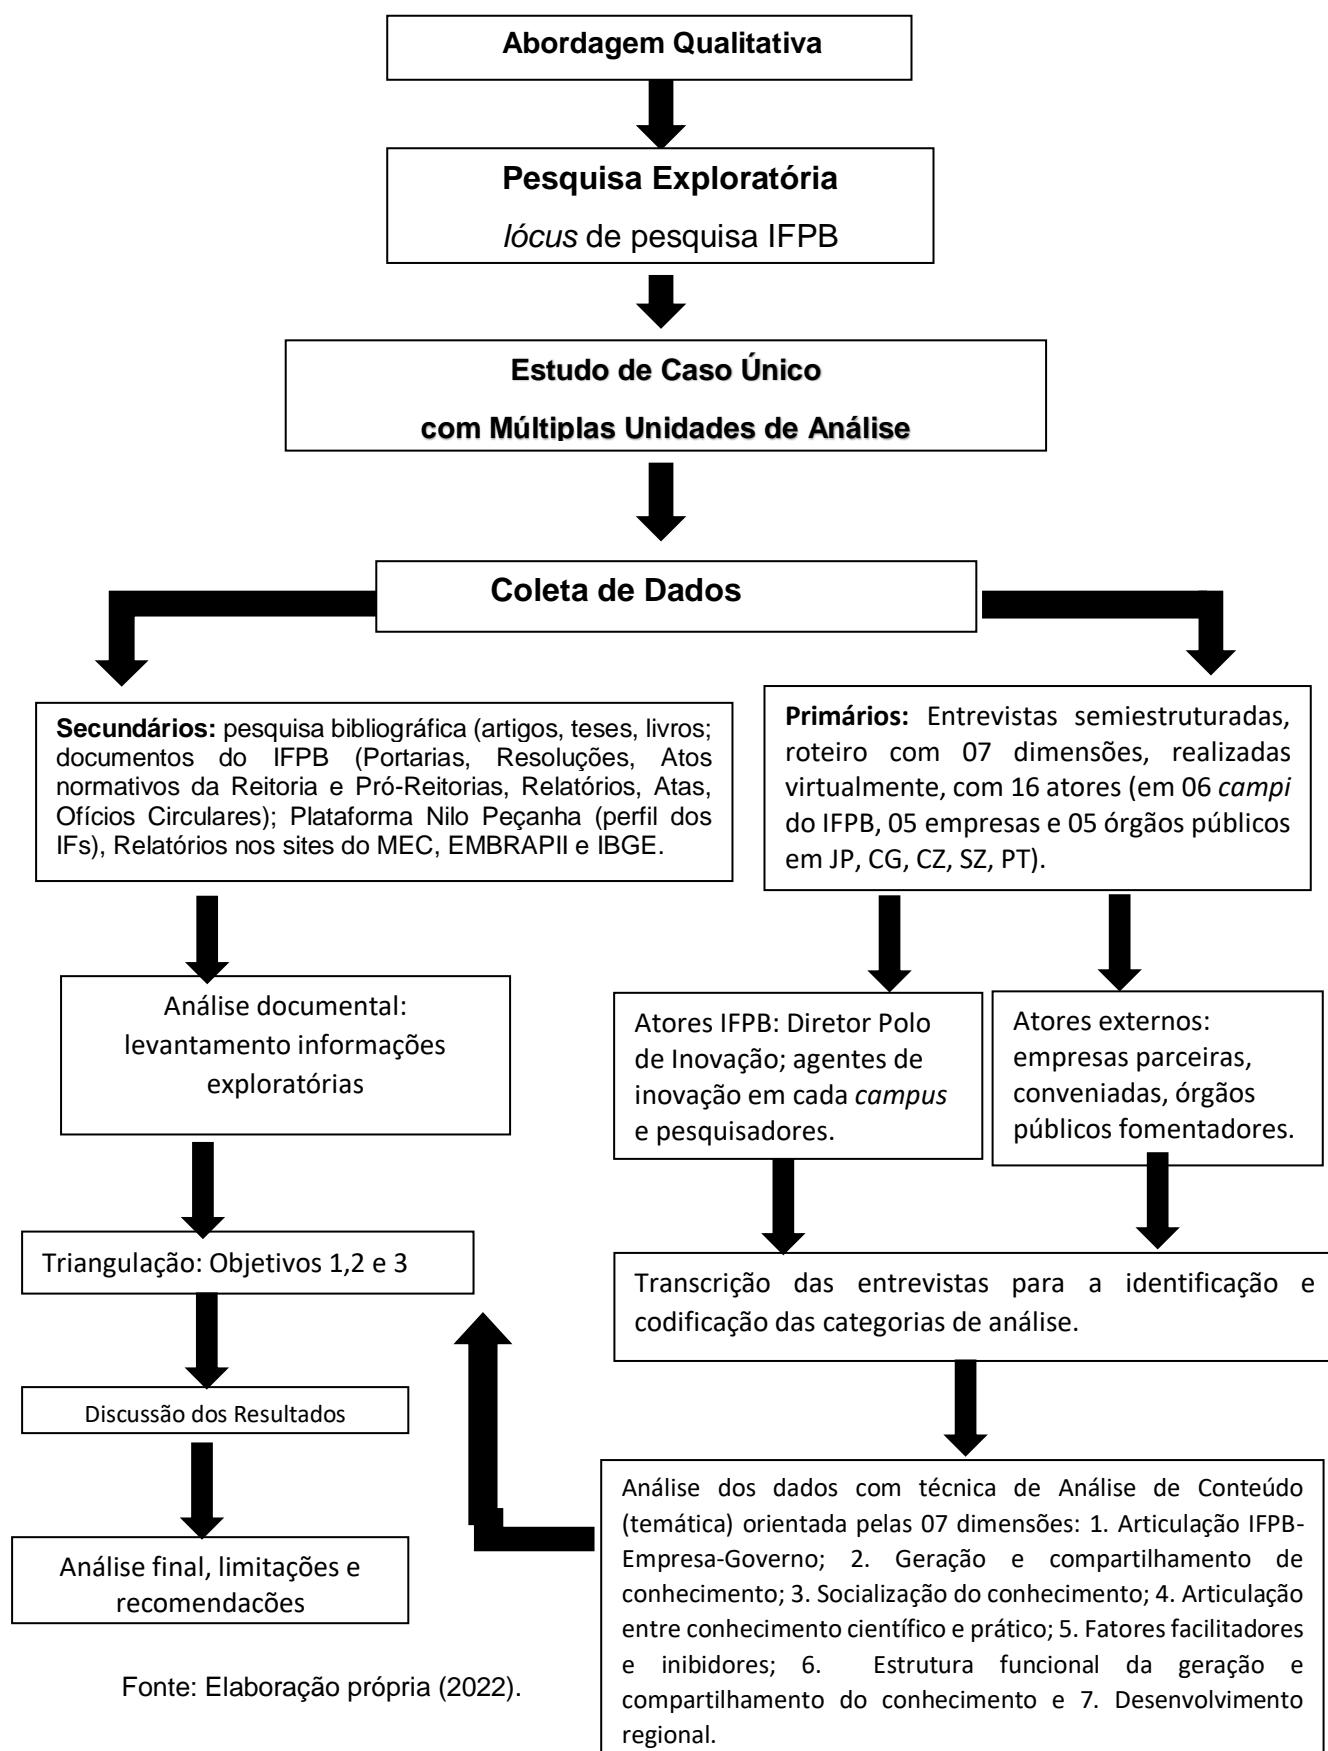 Abordagem Qualitativa
Pesquisa Exploratória
lócus de pesquisa IFPB
Estudo de Caso Único
com Múltiplas Unidades de Análise
Coleta de Dados
Secundários: pesquisa bibliográfica (artigos, teses, livros;
documentos do IFPB (Portarias, Resoluções, Atos
normativos da Reitoria e Pró-Reitorias, Relatórios, Atas,
Ofícios Circulares); Plataforma Nilo Peçanha (perfil dos
IFs), Relatórios nos sites do MEC, EMBRAPII e IBGE.
Primários: Entrevistas semiestruturadas,
roteiro com 07 dimensões, realizadas
virtualmente, com 16 atores (em 06 campi
do IFPB, 05 empresas e 05 órgãos públicos
em JP, CG, CZ, SZ, PT).
Análise documental:
levantamento informações
exploratórias
Atores IFPB: Diretor Polo
de Inovação; agentes de
inovação em cada campus
e pesquisadores.
Atores externos:
empresas parceiras,
conveniadas, órgãos
públicos fomentadores.
Triangulação: Objetivos 1,2 e 3
Transcrição das entrevistas para a identificação e
codificação das categorias de análise.
Discussão dos Resultados
Análise final, limitações e
recomendações
Análise dos dados com técnica de Análise de Conteúdo
(temática) orientada pelas 07 dimensões: 1. Articulação IFPB-
Empresa-Governo; 2. Geração e compartilhamento de
conhecimento; 3. Socialização do conhecimento; 4. Articulação
entre conhecimento científico e prático; 5. Fatores facilitadores
e inibidores; 6. Estrutura funcional da geração e
compartilhamento do conhecimento e 7. Desenvolvimento
regional.
Fonte: Elaboração própria (2022).